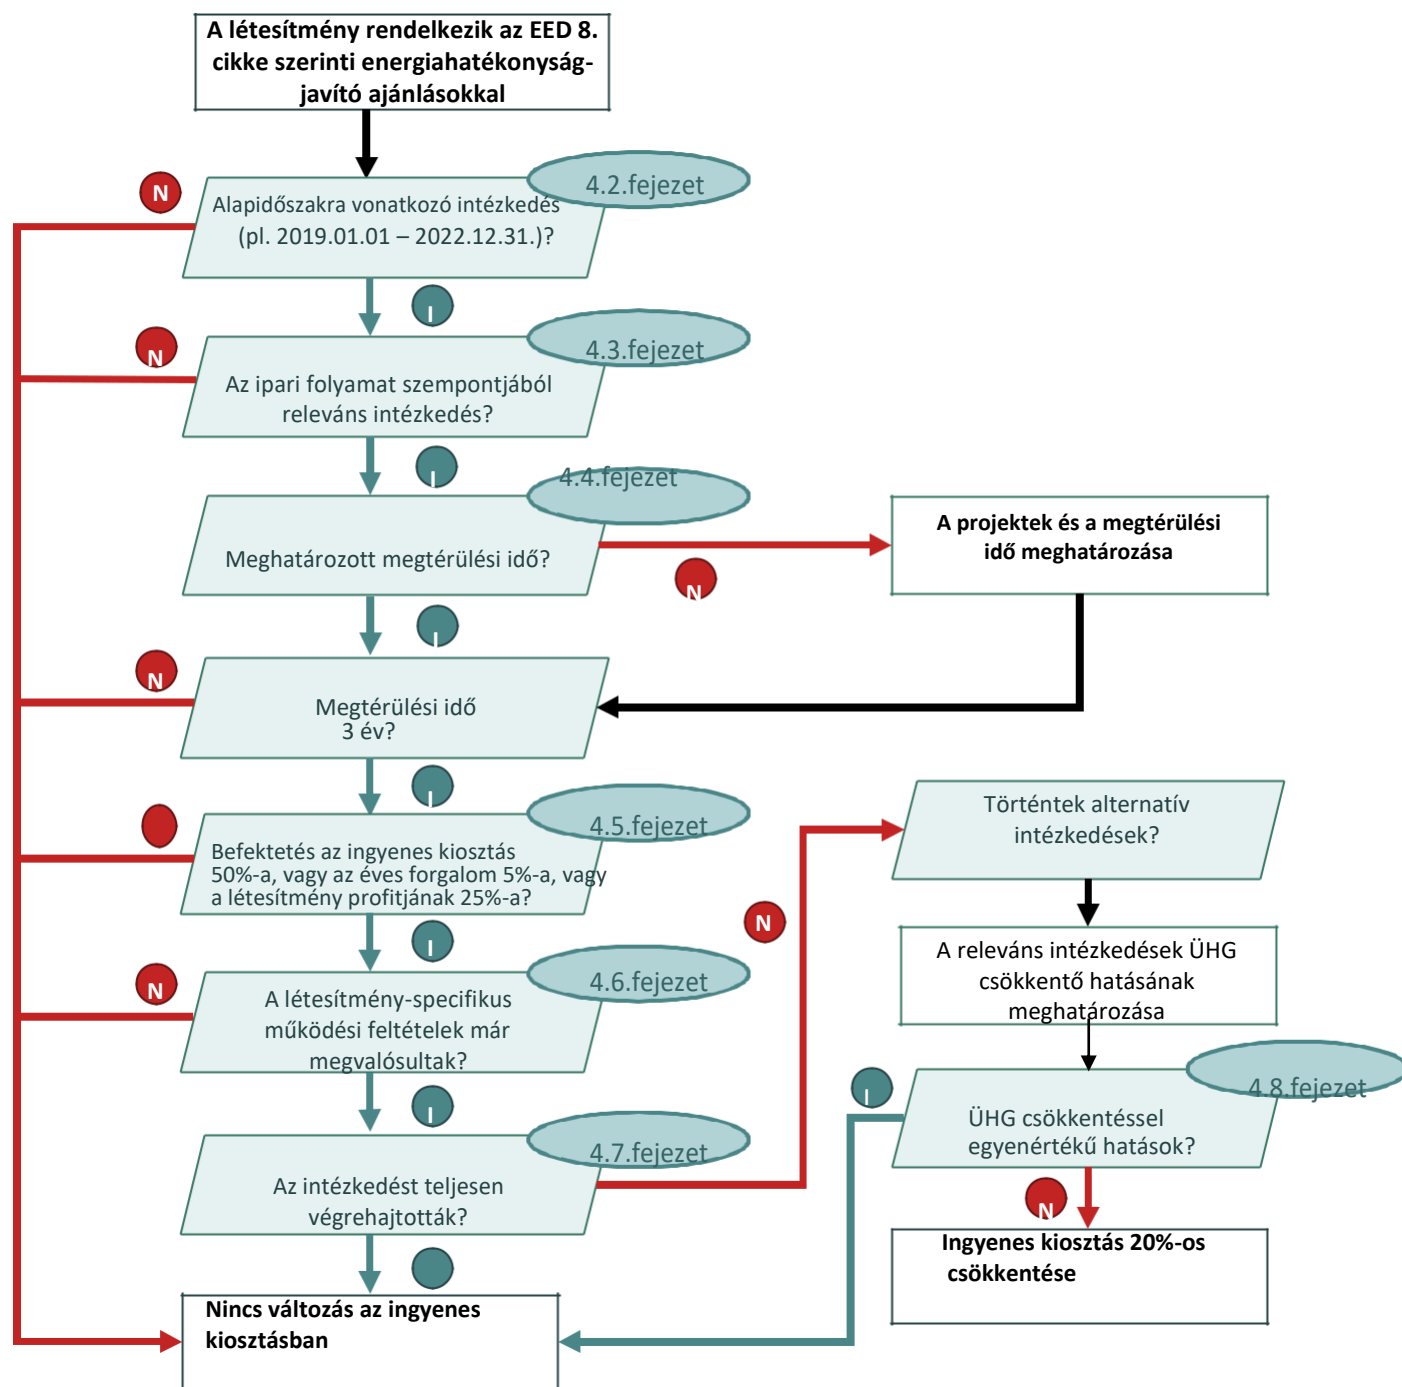 A létesítmény rendelkezik az EED 8.
cikke szerinti energiahatékonyság-
javító ajánlásokkal
4.2.fejezet
N
Alapidőszakra vonatkozó intézkedés
(pl. 2019.01.01 – 2022.12.31.)?
I
4.3.fejezet
N
Az ipari folyamat szempontjából
releváns intézkedés?
I
4.4.fejezet
Meghatározott megtérülési idő?
N
A projektek és a megtérülési
idő meghatározása
I
N
Megtérülési idő
3 év?
I
4.5.fejezet
Befektetés az ingyenes kiosztás
50%-a, vagy az éves forgalom 5%-a, vagy
a létesítmény profitjának 25%-a?
I
4.6.fejezet
N
A létesítmény-specifikus
működési feltételek már
megvalósultak?
I
4.7.fejezet
Az intézkedést teljesen
végrehajtották?
N
Történtek alternatív
intézkedések?
A releváns intézkedések ÜHG
csökkentő hatásának
meghatározása
4.8.fejezet
I
ÜHG csökkentéssel
egyenértékű hatások?
N
Ingyenes kiosztás 20%-os
csökkentése
Nincs változás az ingyenes
kiosztásban